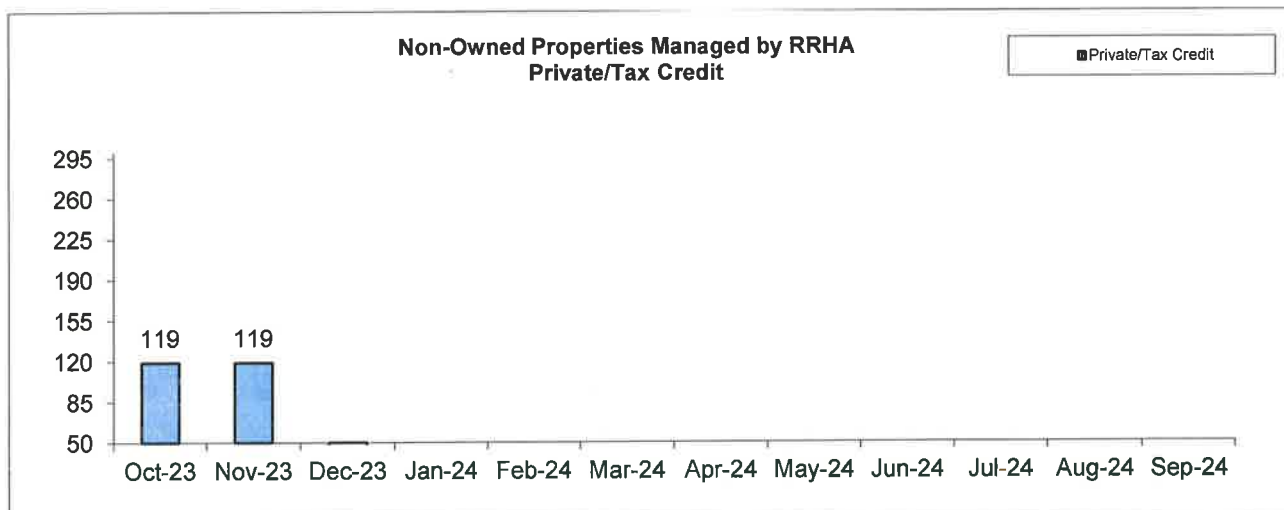 Non-Owned Properties Managed by RRHA
Private/Tax Credit
Private/Tax Credit
295
260
225
190
155
120
85
50
119
119
Oct-23 Nov-23 Dec-23 Jan-24 Feb-24 Mar-24 Apr-24 May-24 Jun-24 Jul-24 Aug-24 Sep-24